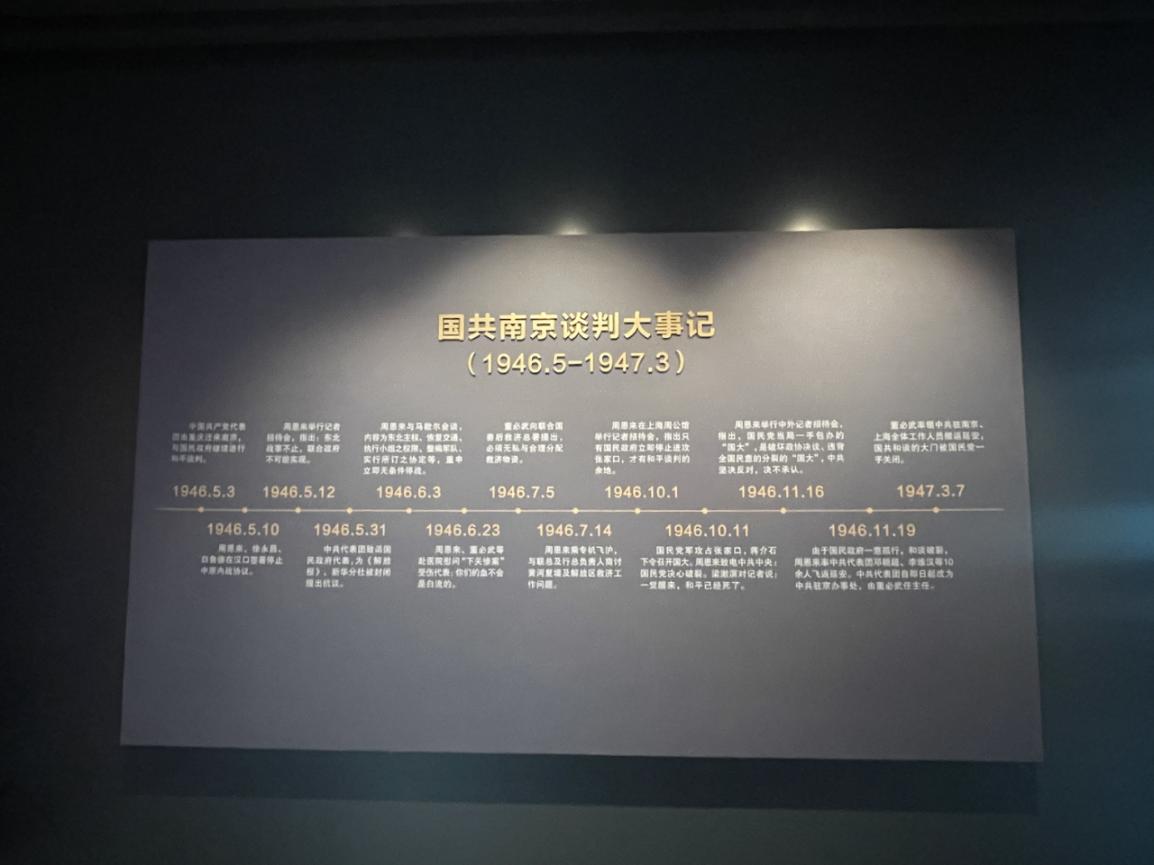 国共南京谈判大事记
(1946.5-1947.3)
中国共产党代表
团由重庆迁来南京,
与国民政府继续进行
和平谈判。
1946.5.3
周恩来、徐永昌、
白鲁德在汉口签署停止
中原内战协议。
1946.5.10
周恩来举行记者
招待会,指出:东北
战事不止,联合政府
不可能实现。
1946.5.12
中共代表团致函国
民政府代表,为《解放
报》、新华分社被封闭
提出抗议。
1946.5.31
周恩来与马歇尔会谈,
内容为东北主权、恢复交通、
执行小组之权限、整编军队、
实行所订之协定等,重申
立即无条件停战。
1946.6.3
周恩来、董必武等
赴医院慰问“下关惨案”
受伤代表:你们的血不会
是白流的。
1946.6.23
董必武向联合国
善后救济总署提出,
必须无私与合理分配
救济物资。
1946.7.5
周恩来乘专机飞沪,
与联总及行总负责人商讨
黄河复堤及解放区救济工
作问题。
1946.7.14
周恩来在上海周公馆
举行记者招待会,指出只
有国民政府立即停止进攻
张家口,才有和平谈判的
余地。
1946.10.1
国民党军攻占张家口,蒋介石
下令召开国大。周恩来致电中共中央:
国民党决心破裂。梁漱溟对记者说:
一觉醒来,和平已经死了。
1946.10.11
周恩来举行中外记者招待会,
指出,国民党当局一手包办的
“国大”,是破坏政协决议、违背
全国民意的分裂的“国大”,中共
坚决反对,决不承认。
1946.11.16
由于国民政府一意孤行,和谈破裂,
周恩来率中共代表团邓颖超、李维汉等10
余人飞返延安。中共代表团自即日起改为
中共驻京办事处,由董必武任主任。
1946.11.19
董必武率领中共驻南京、
上海全体工作人员撤返延安,
国共和谈的大门被国民党一
手关闭。
1947.3.7